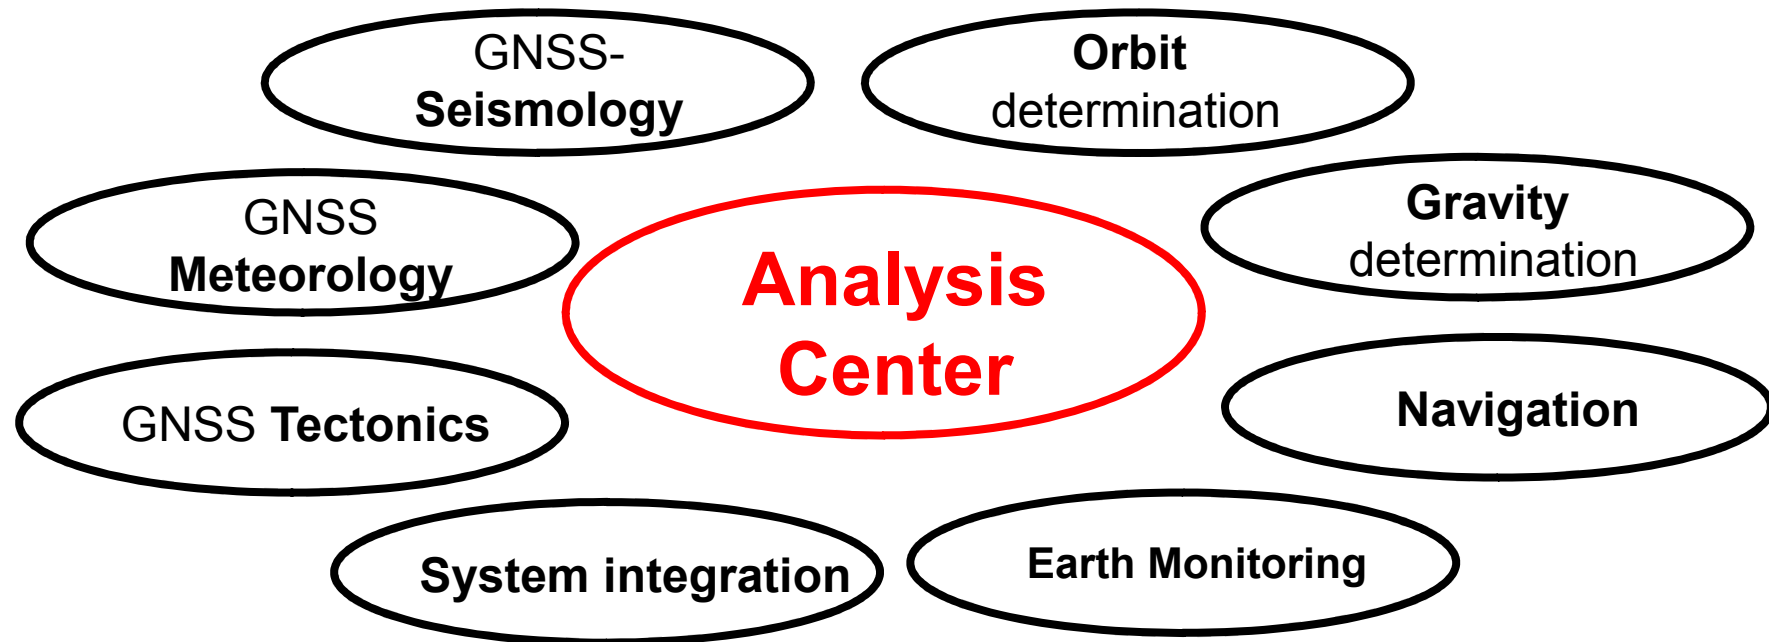 GNSS-
Seismology
Orbit
determination
GNSS
Meteorology
Gravity
determination
Analysis
Center
GNSS Tectonics
Navigation
System integration
Earth Monitoring